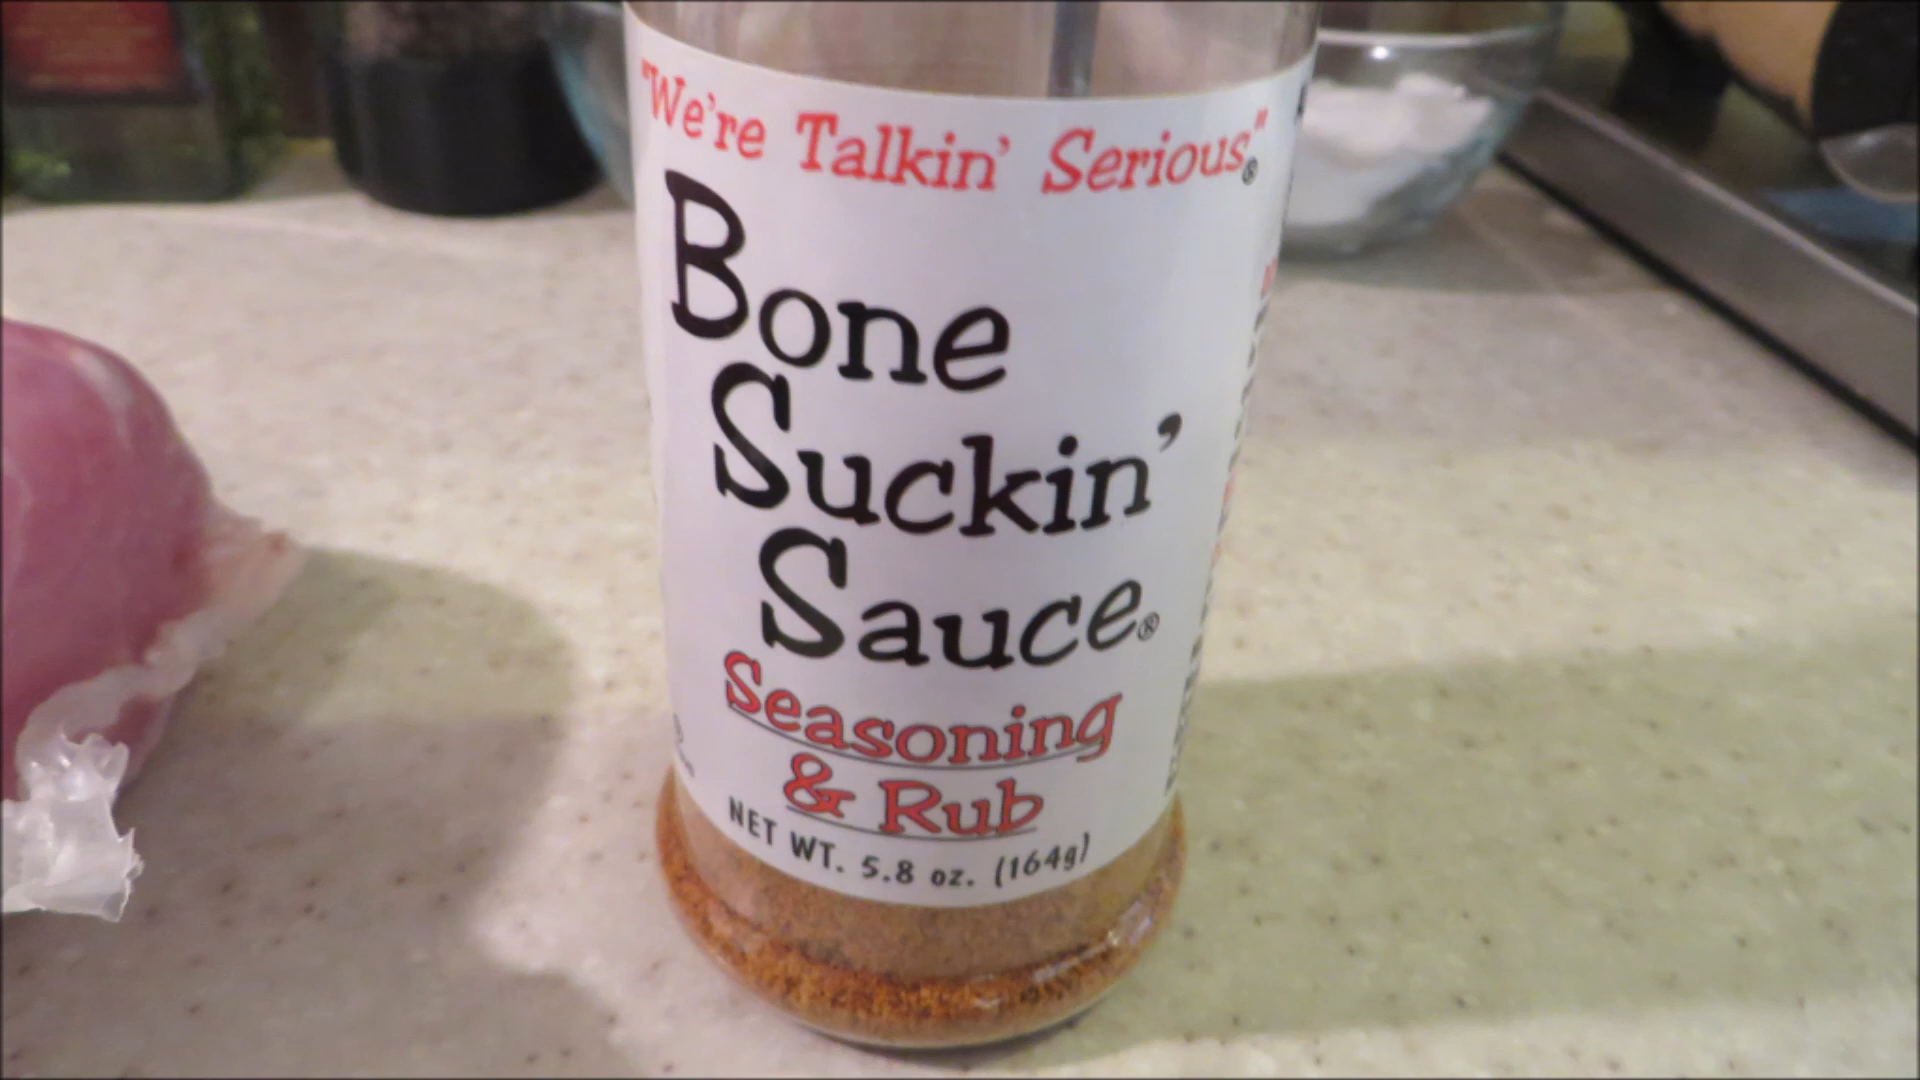 "We're Talkin' Serious"®
Bone
Suckin'
Sauce®
Seasoning
& Rub
NET WT. 5.8 oz. (164g)